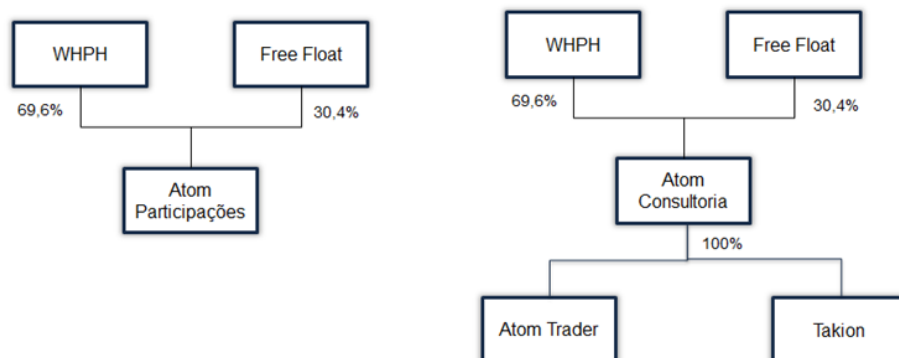 WHPH
Free Float
69,6%
30,4%
Atom
Participações
WHPH
Free Float
69,6%
30,4%
Atom
Consultoria
100%
Atom Trader
Takion